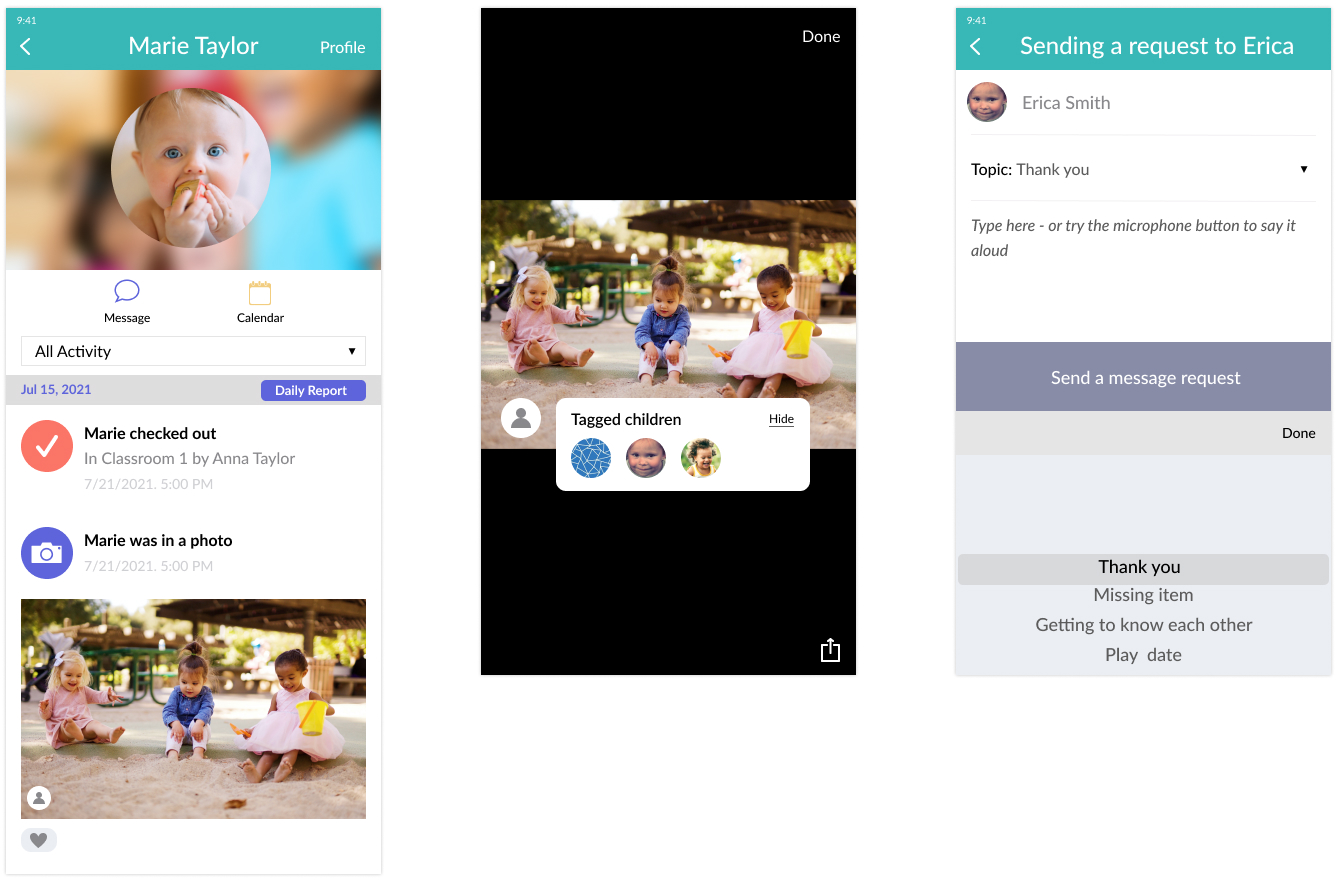 9:41
Marie Taylor
Profile
Message
Calendar
All Activity
Jul 15, 2021
Daily Report
Marie checked out
In Classroom 1 by Anna Taylor
7/21/2021. 5:00 PM
Marie was in a photo
7/21/2021. 5:00 PM
Done
Tagged children
Hide
9:41
Sending a request to Erica
Erica Smith
Topic: Thank you
Type here - or try the microphone button to say it
aloud
Send a message request
Done
Thank you
Missing item
Getting to know each other
Play date